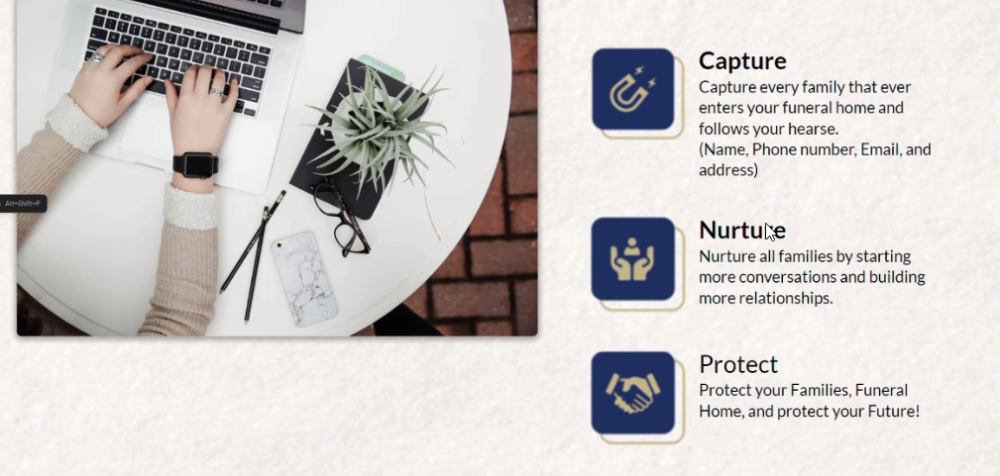 Alt+Shift+P
Capture
Capture every family that ever
enters your funeral home and
follows your hearse.
(Name, Phone number, Email, and
address)
Nurture
Nurture all families by starting
more conversations and building
more relationships.
Protect
Protect your Families, Funeral
Home, and protect your Future!